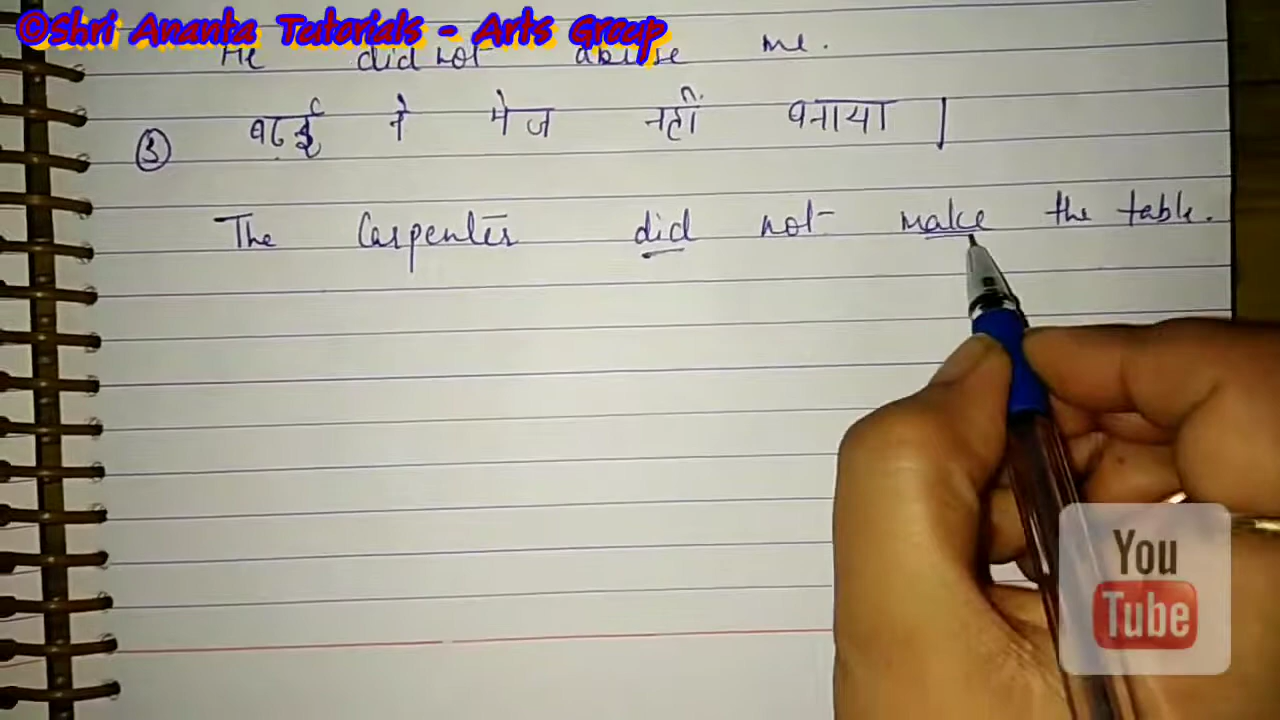 ©Shri Ananta Tutorials - Arts Group
He did not abuse me.
③ बढ़ई ने मेज नहीं बनाया |
The Carpenter did not make the table.
You
Tube